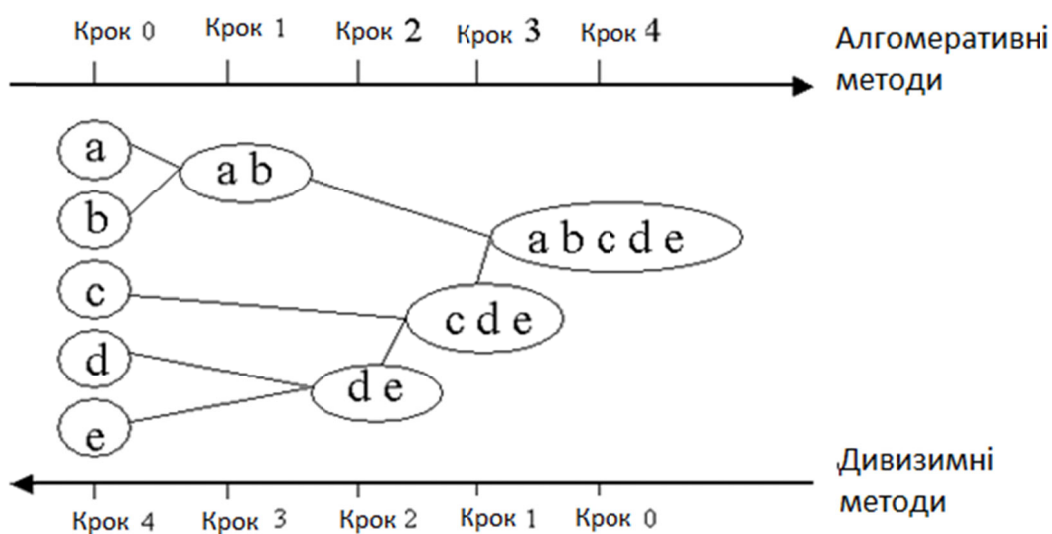 Крок 0 Крок 1 Крок 2 Крок 3 Крок 4
Алгомеративні
методи
a
a b
b
a b c d e
c
c d e
d
d e
e
Дивизимні
методи
Крок 4 Крок 3 Крок 2 Крок 1 Крок 0